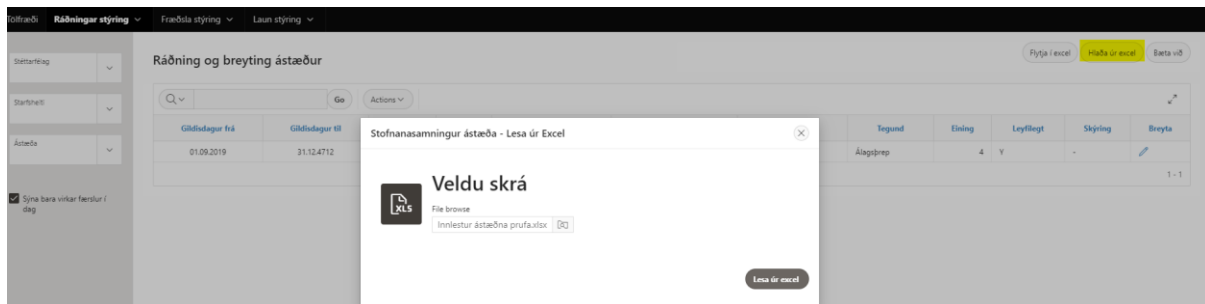 Tölfræði Ráðningar stýring Fræðsla stýring Laun stýring
Stéttarfélag
Starfsheiti
Ástæða
Sýna bara virkar færslur í
dag
Ráðning og breyting ástæður
Flytja í excel Hlaða úr excel Bæta við
Go Actions
Gildisdagur frá Gildisdagur til Tegund Eining Leyfilegt Skýring Breyta
01.09.2019 31.12.4712 Álagsþrep 4 Y -
1 - 1
Stofnanasamningur ástæða - Lesa úr Excel
XLS
Veldu skrá
File browse
Innlestur ástæðna prufa.xlsx
Lesa úr excel